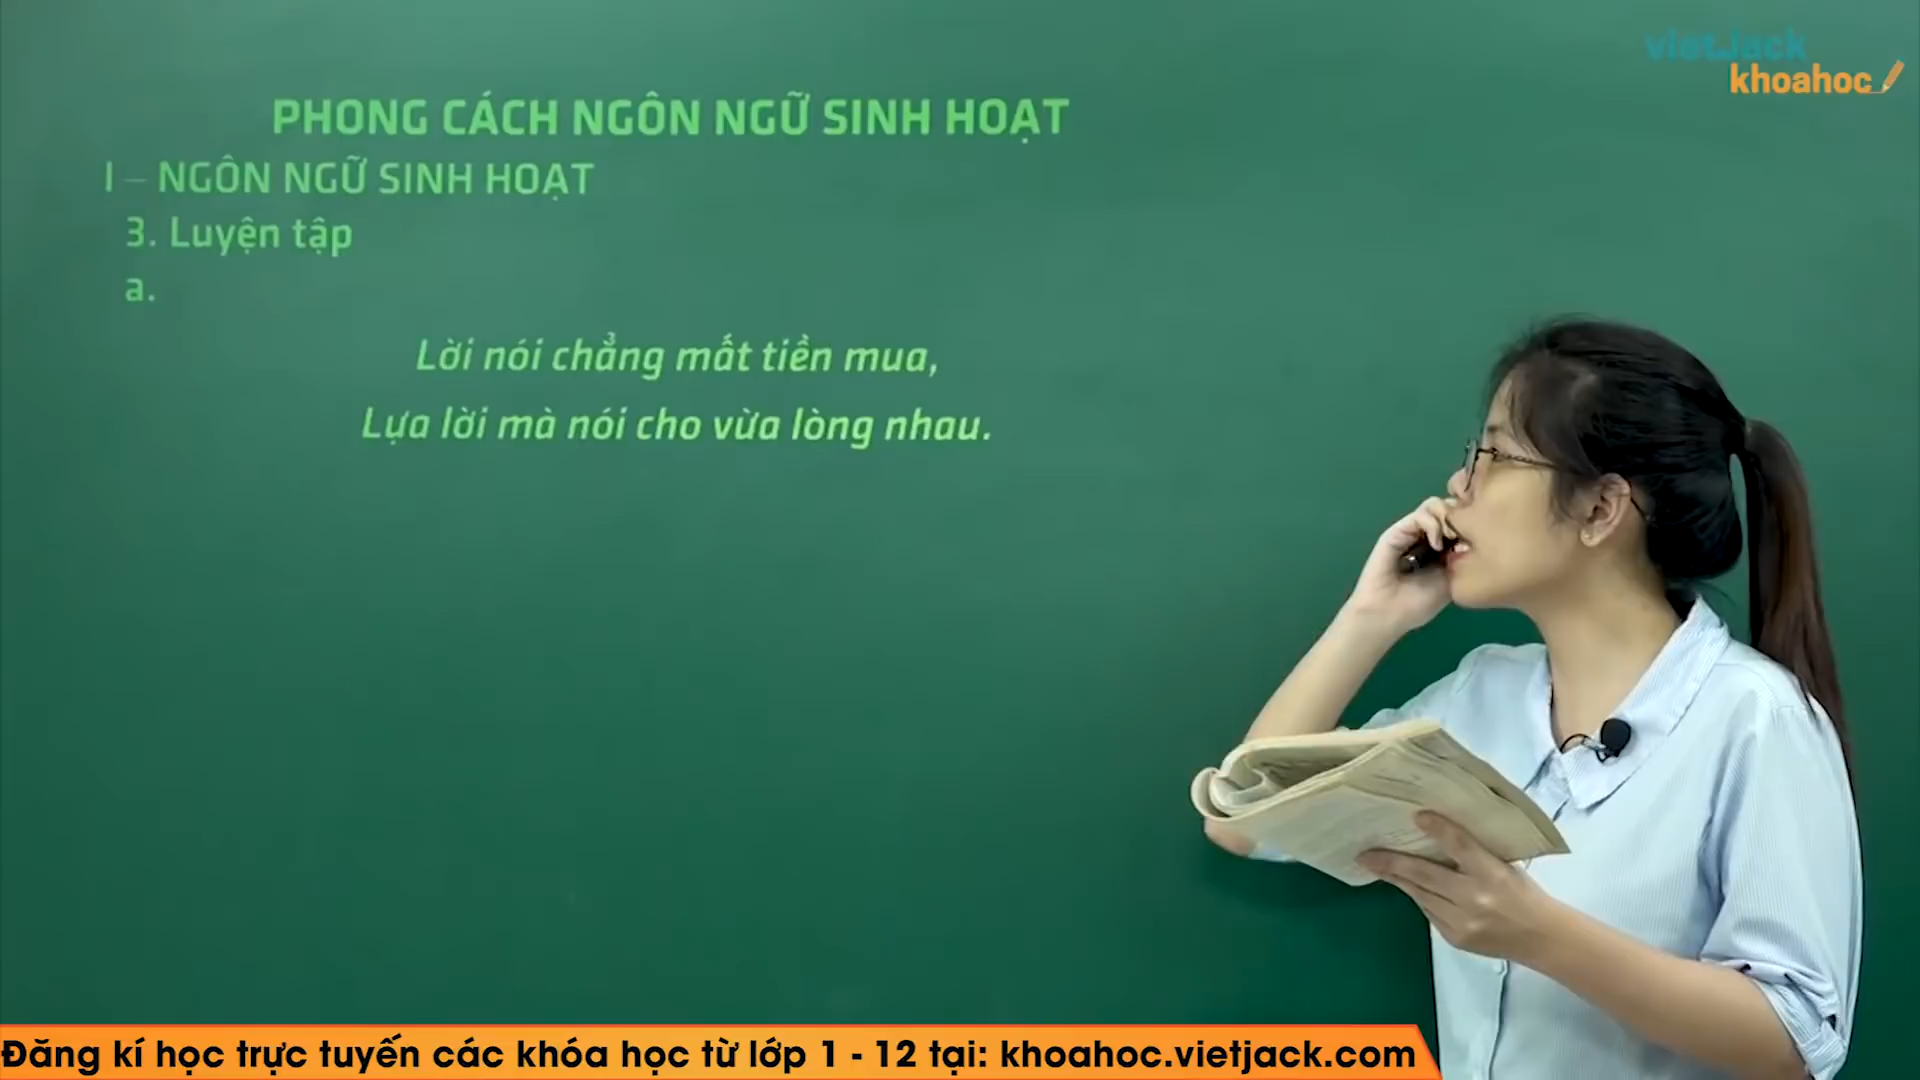 vietJack
khoahoc
PHONG CÁCH NGÔN NGỮ SINH HOẠT
I – NGÔN NGỮ SINH HOẠT
3. Luyện tập
a.
Lời nói chẳng mất tiền mua,
Lựa lời mà nói cho vừa lòng nhau.
Đăng kí học trực tuyến các khóa học từ lớp 1 - 12 tại: khoahoc.vietjack.com